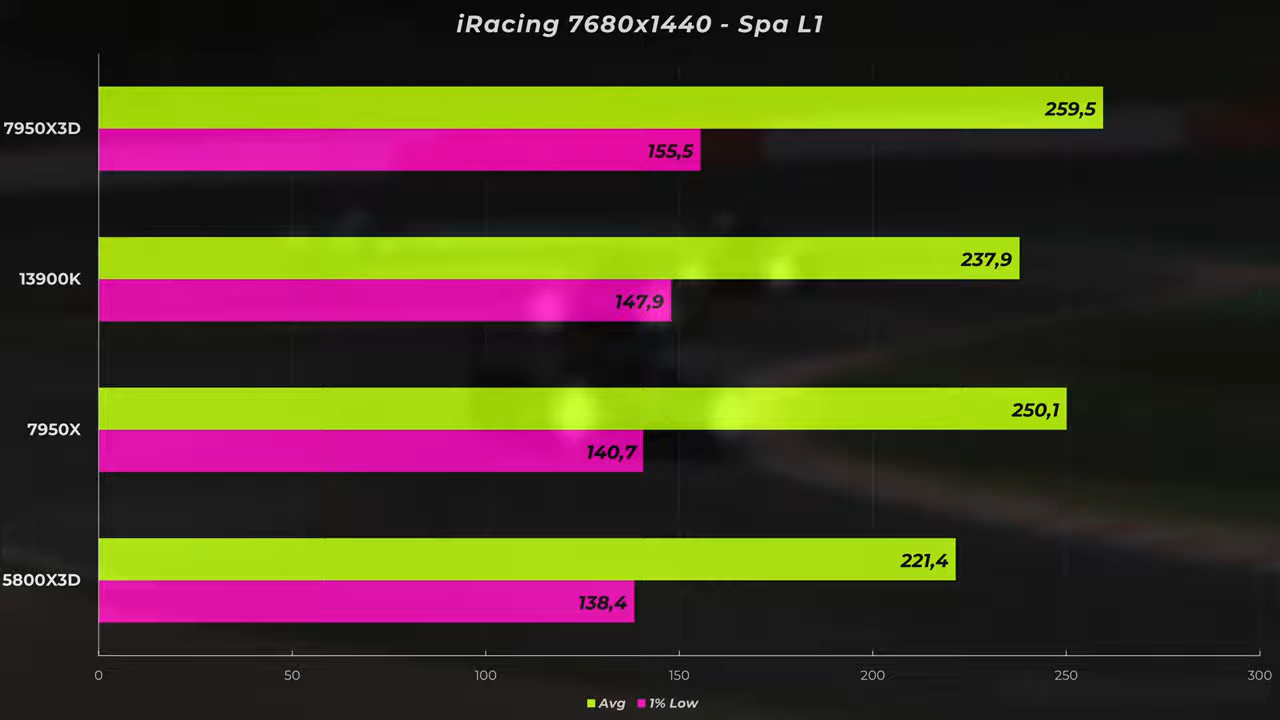 iRacing 7680x1440 - Spa L1
7950X3D
259,5
155,5
13900K
237,9
147,9
7950X
250,1
140,7
5800X3D
221,4
138,4
0 50 100 150 200 250 300
Avg 1% Low